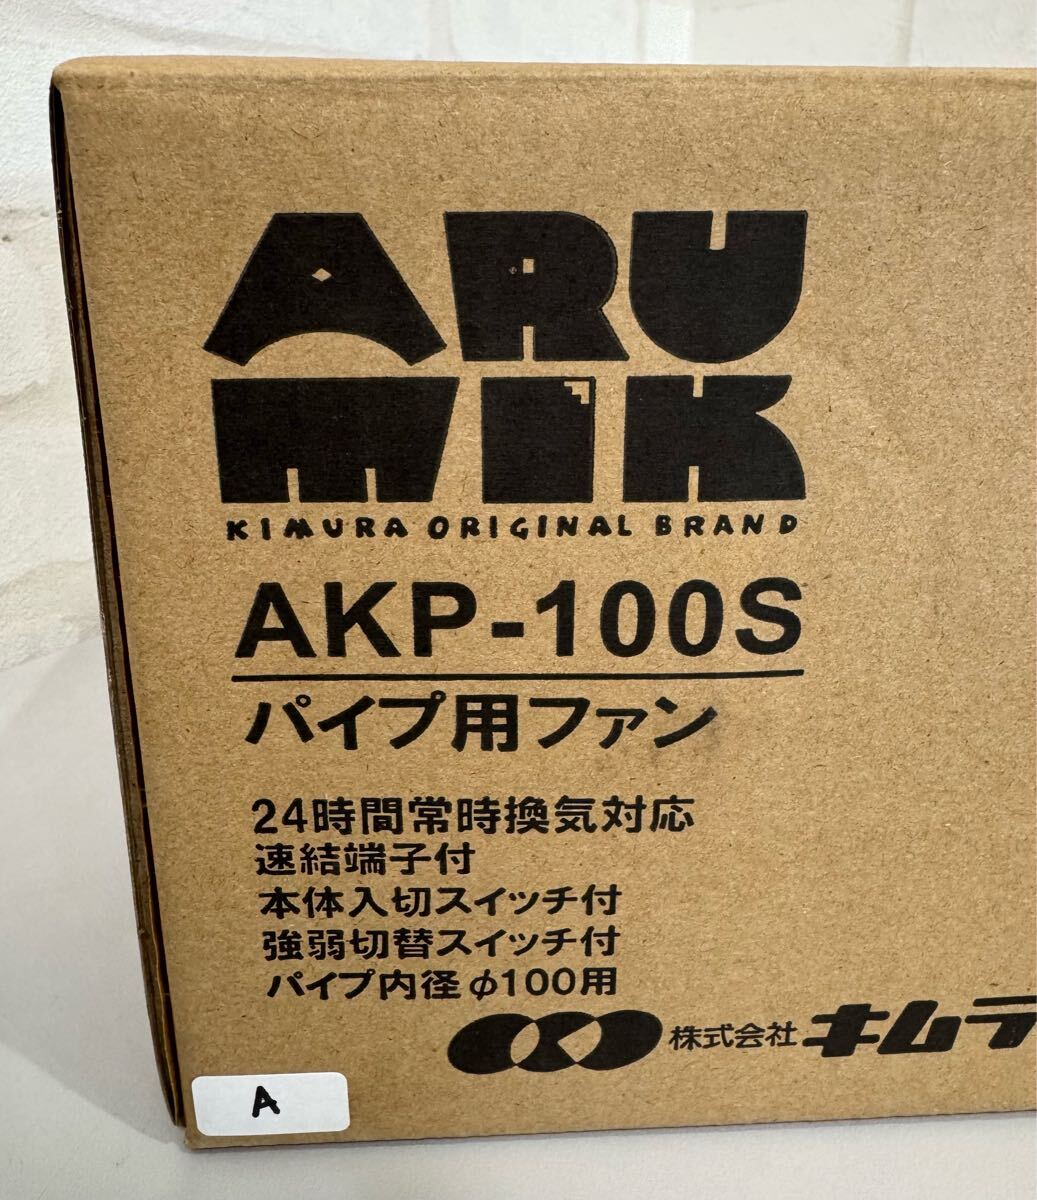 ARU
MiK
KIMURA ORIGINAL BRAND
AKP-100S
パイプ用ファン
24時間常時換気対応
速結端子付
本体入切スイッチ付
強弱切替スイッチ付
パイプ内径φ100用
株式会社
A